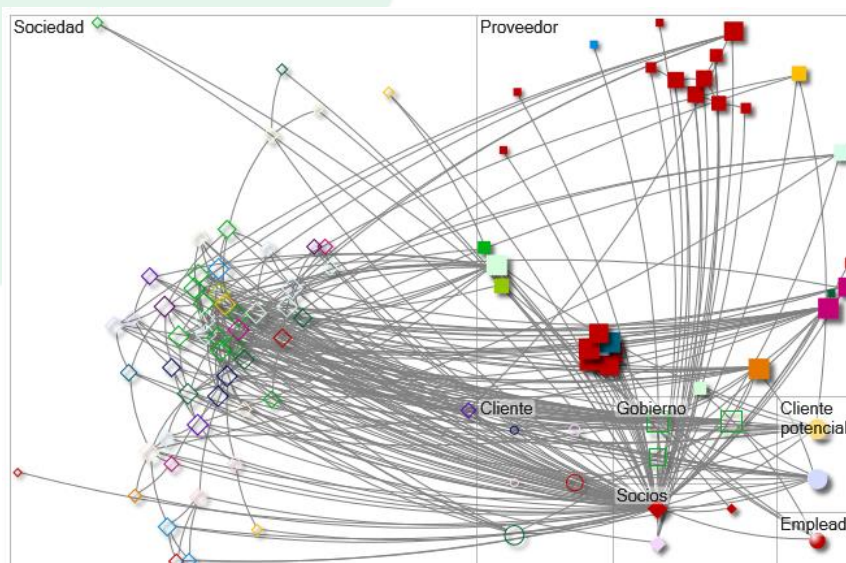 Sociedad
Proveedor
Cliente
Gobierno
Cliente
potencial
Socios
Emplead